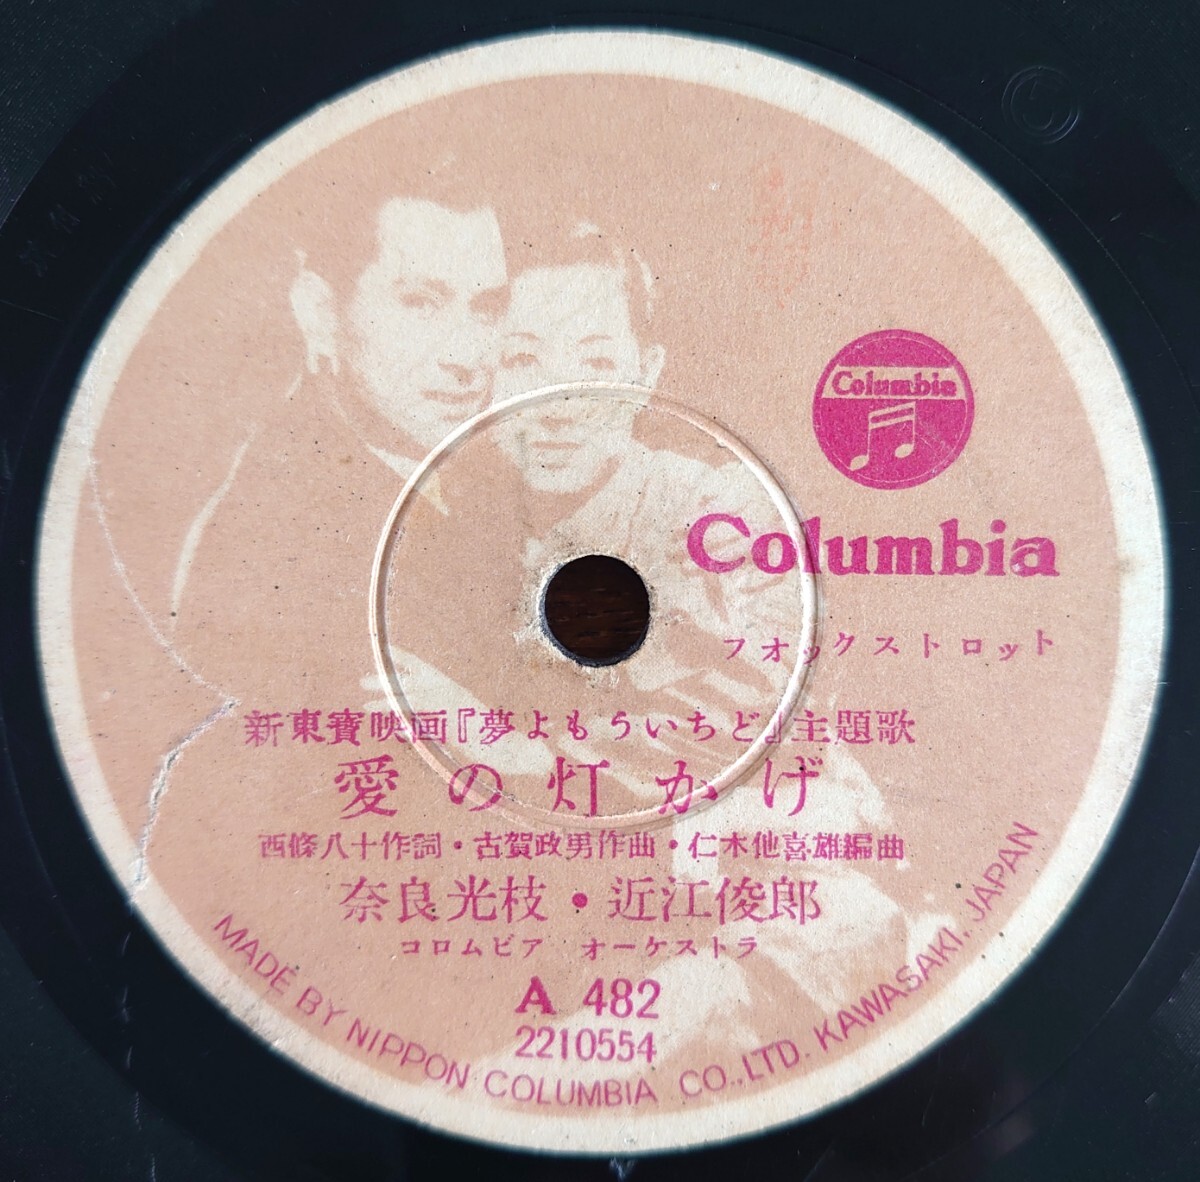 Columbia
Columbia
フオックストロット
新東寶映画『夢よもういちど』主題歌
愛の灯かげ
西條八十作詞・古賀政男作曲・仁木他喜雄編曲
奈良光枝・近江俊郎
コロムビア オーケストラ
A 482
2210554
MADE BY NIPPON COLUMBIA CO., LTD. KAWASAKI, JAPAN